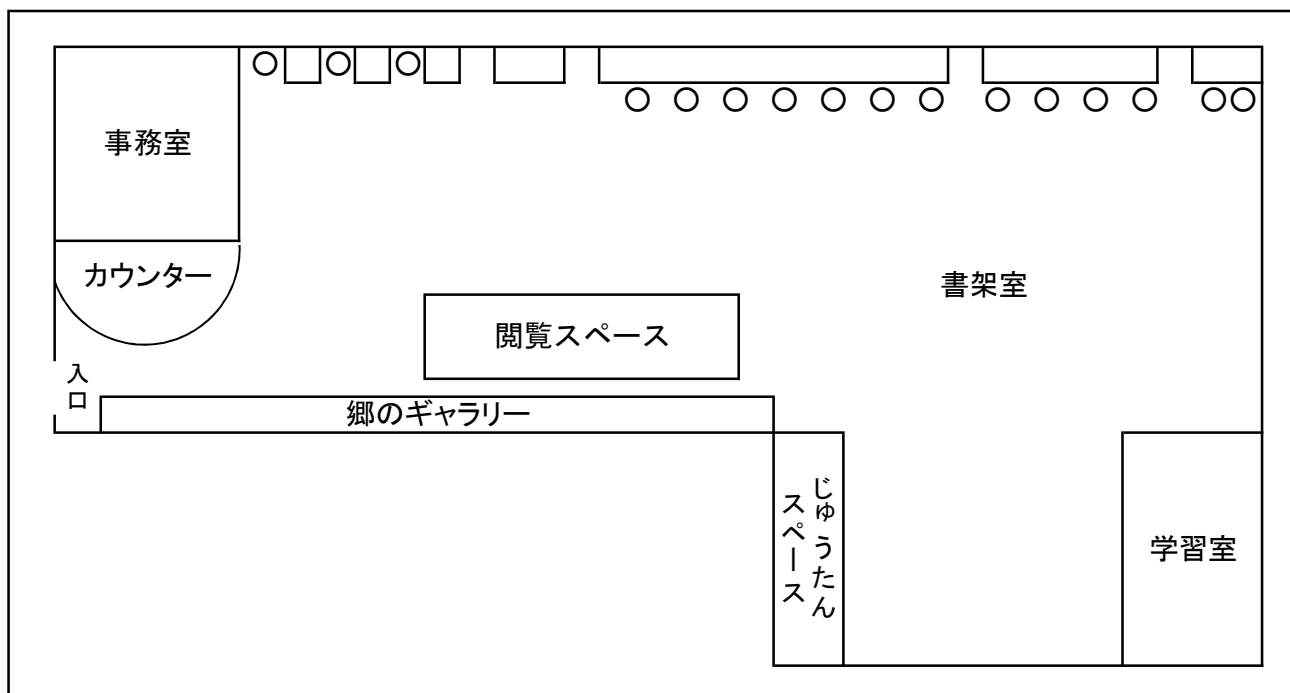 事務室
カウンター
書架室
閲覧スペース
入口
郷のギャラリー
じゅうたん
スペース
学習室